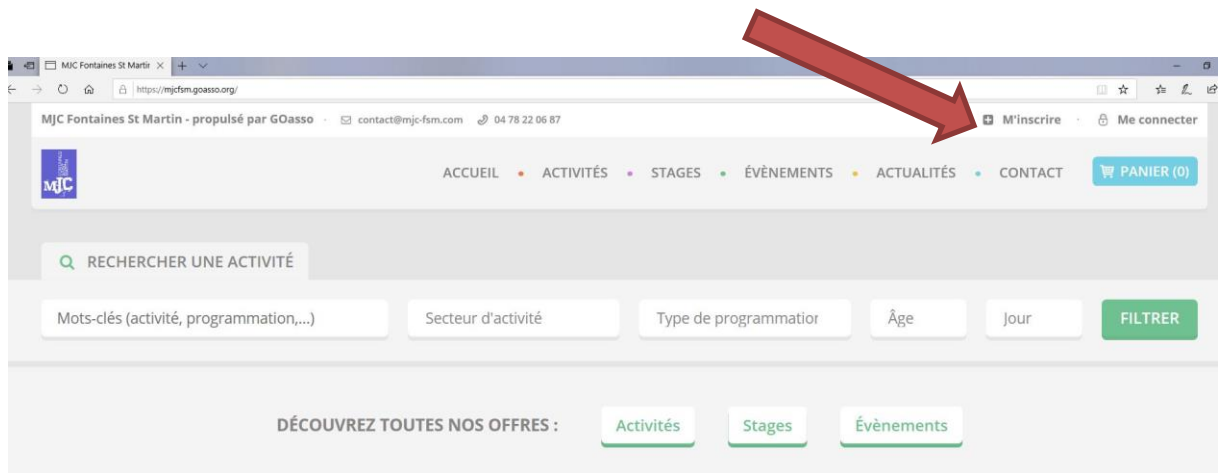 MJC Fontaines St Martir
https://mjcfsm.goasso.org/
MJC Fontaines St Martin - propulsé par GOasso · contact@mjc-fsm.com 04 78 22 06 87 M'inscrire · Me connecter
MJC
ACCUEIL • ACTIVITÉS • STAGES • ÉVÈNEMENTS • ACTUALITÉS • CONTACT PANIER (0)
RECHERCHER UNE ACTIVITÉ
Mots-clés (activité, programmation,...) Secteur d'activité Type de programmation Âge Jour FILTRER
DÉCOUVREZ TOUTES NOS OFFRES : Activités Stages Évènements